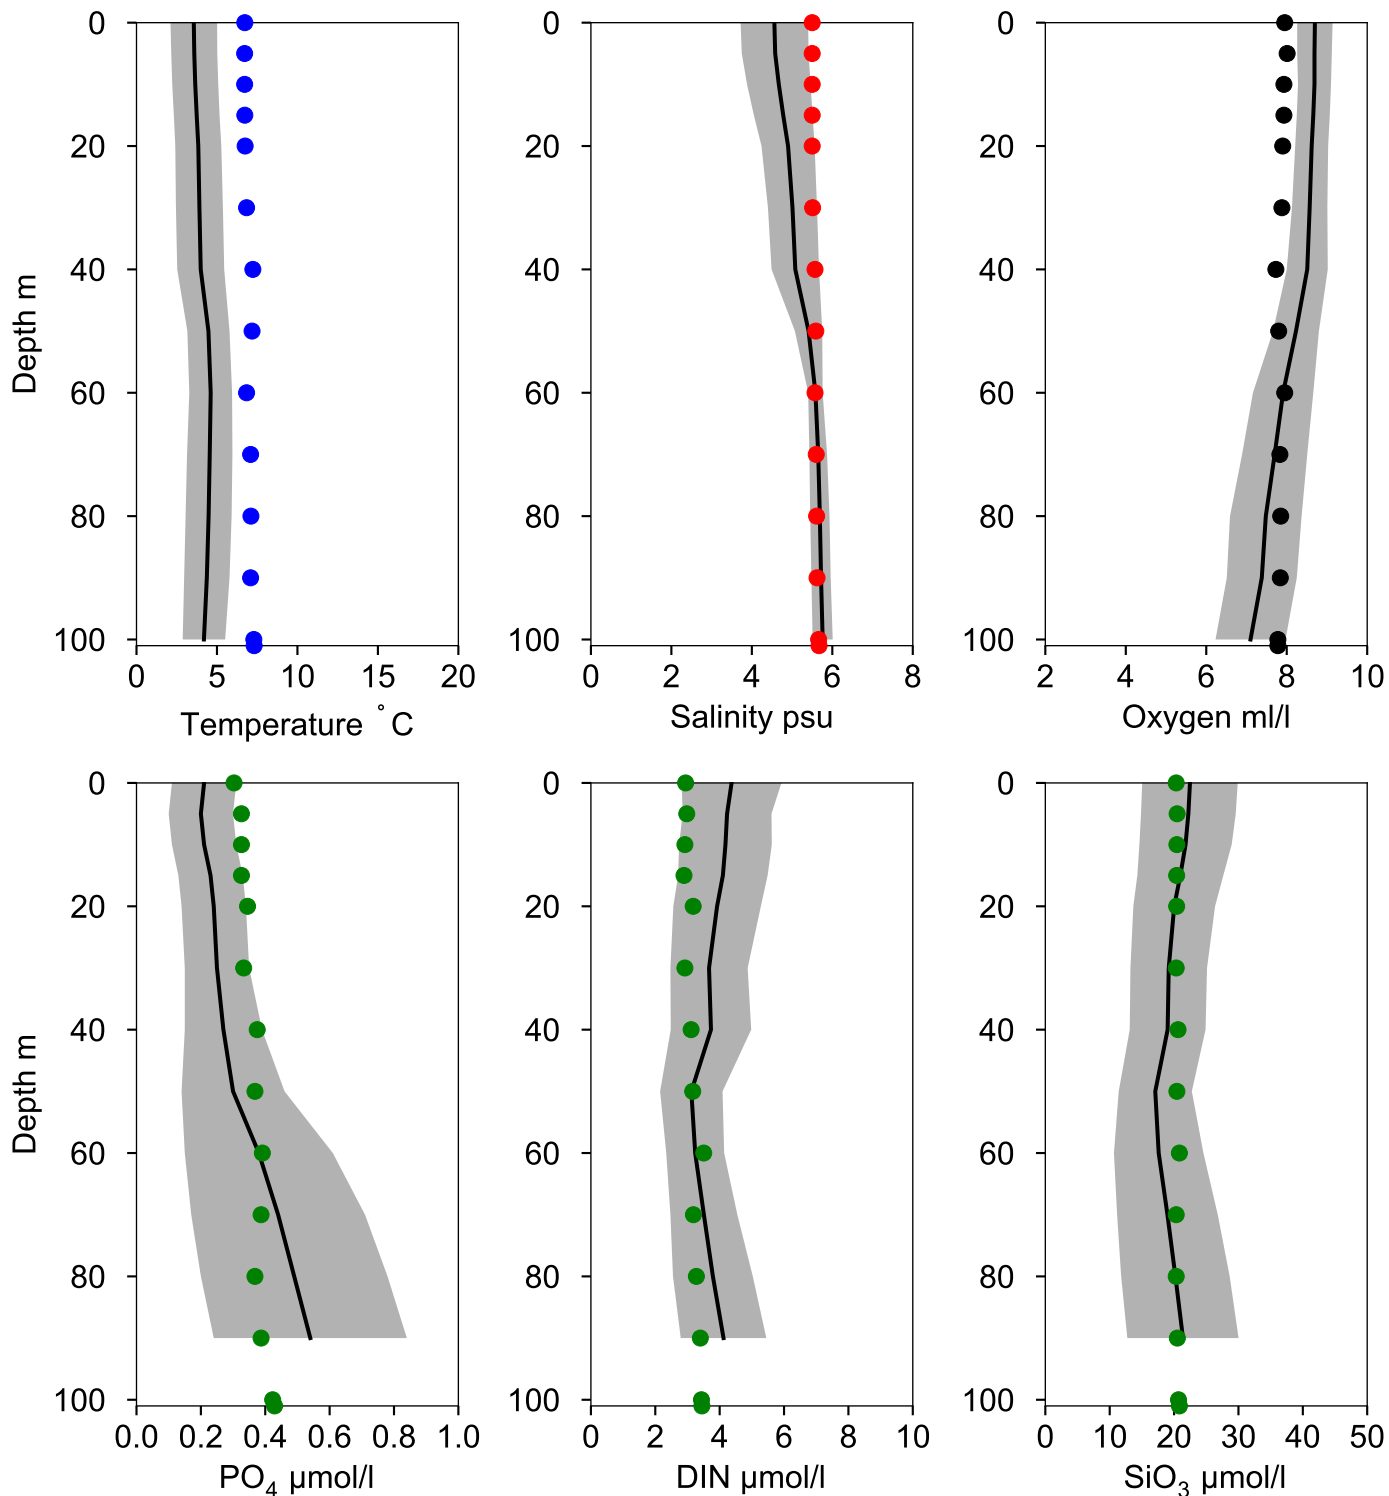 0 0 0
20 20 20
40 40 40
60 60 60
80 80 80
100 100 100
Depth m
0 5 10 15 20 0 2 4 6 8 2 4 6 8 10
Temperature °C Salinity psu Oxygen ml/l
0 0 0
20 20 20
40 40 40
60 60 60
80 80 80
100 100 100
Depth m
0.0 0.2 0.4 0.6 0.8 1.0 0 2 4 6 8 10 0 10 20 30 40 50
PO₄ µmol/l DIN µmol/l SiO₃ µmol/l